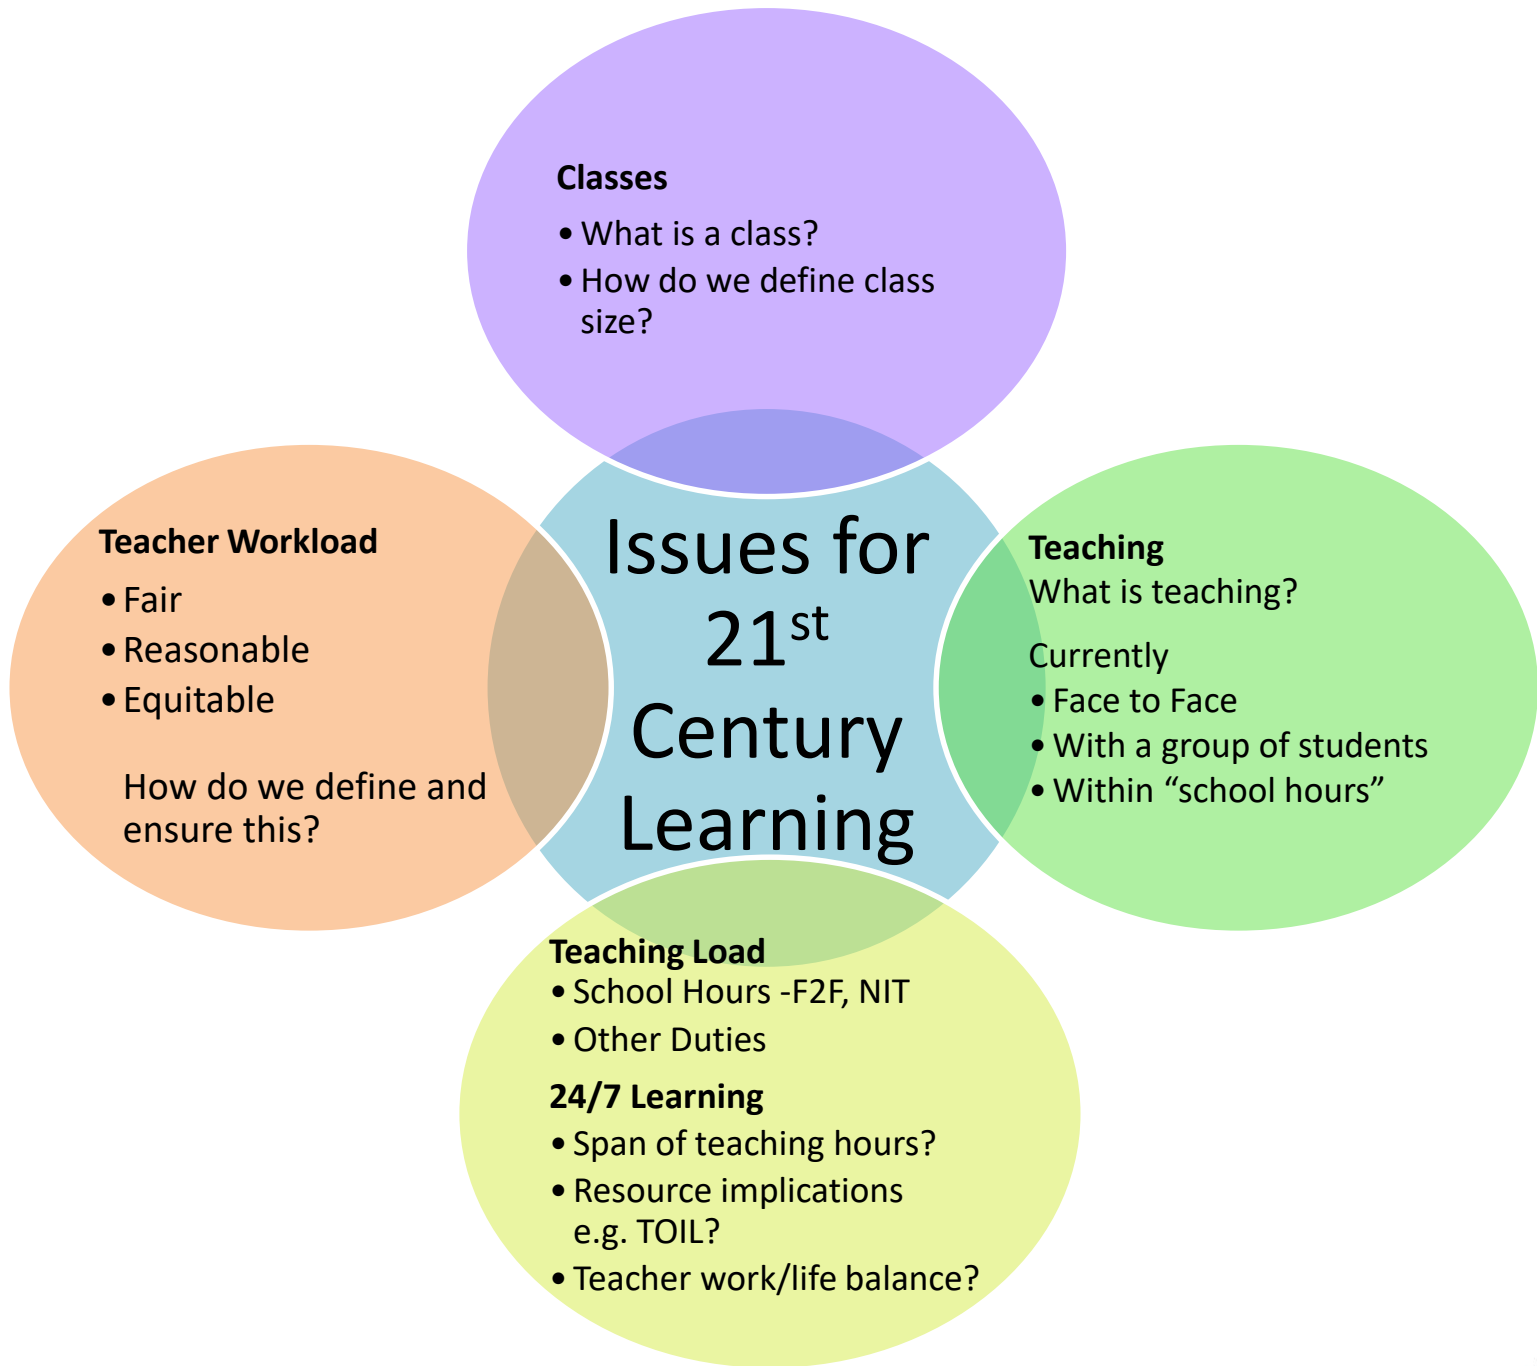 Classes
• What is a class?
• How do we define class
size?
Teacher Workload
• Fair
• Reasonable
• Equitable
How do we define and
ensure this?
Issues for
21st
Century
Learning
Teaching
What is teaching?
Currently
• Face to Face
• With a group of students
• Within “school hours”
Teaching Load
• School Hours -F2F, NIT
• Other Duties
24/7 Learning
• Span of teaching hours?
• Resource implications
e.g. TOIL?
• Teacher work/life balance?